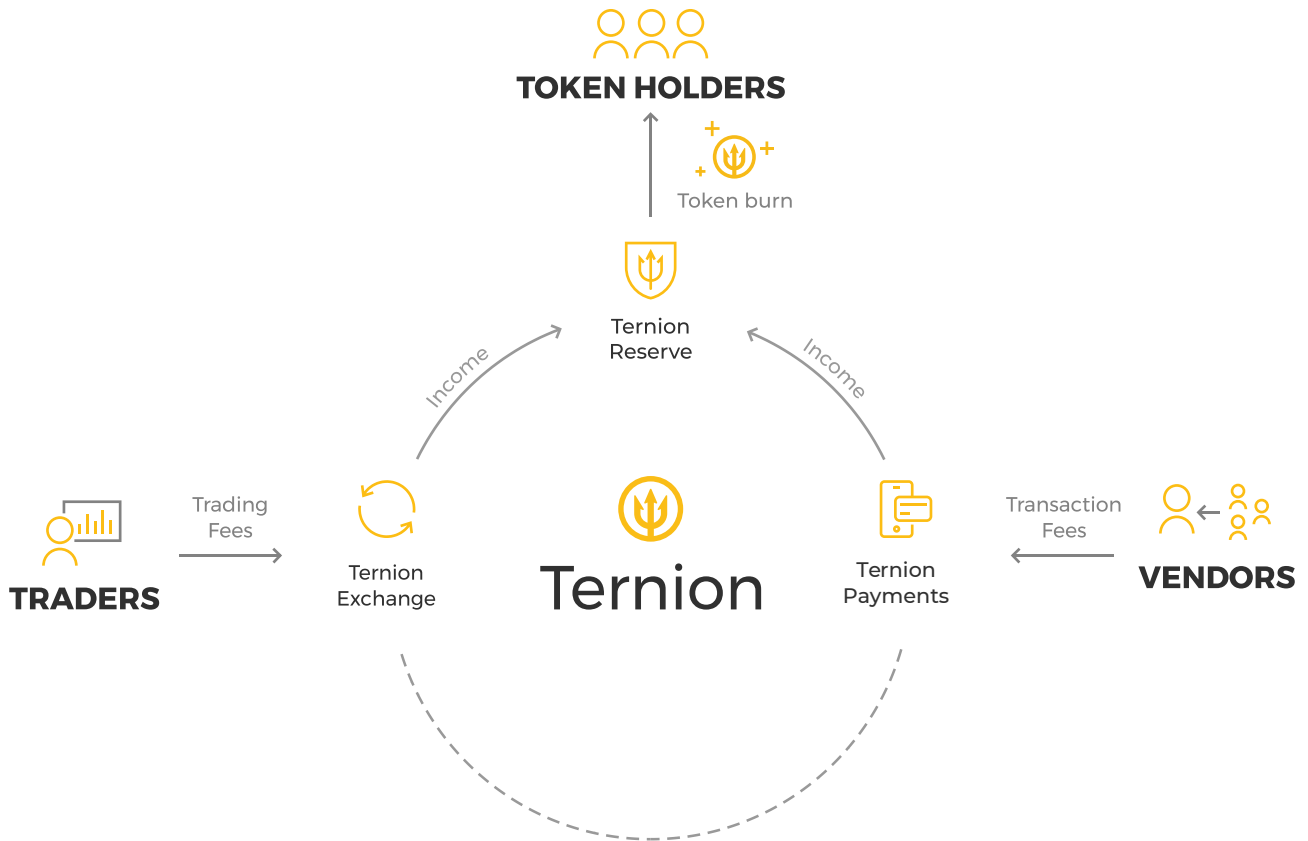 TOKEN HOLDERS
Token burn
Ternion
Reserve
Income
Income
Trading
Fees
TRADERS
Ternion
Exchange
Ternion
Ternion
Payments
Transaction
Fees
VENDORS